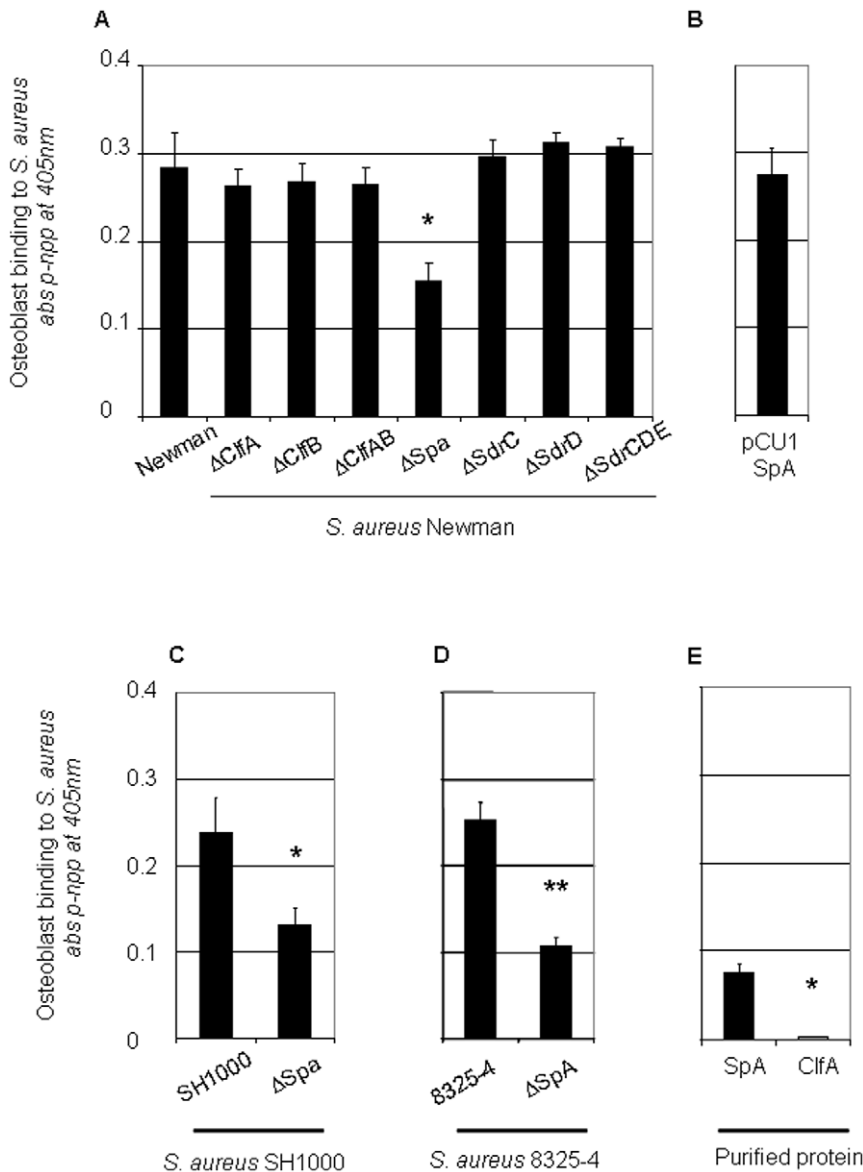 A
B
Osteoblast binding to S. aureus
abs p-npp at 405nm
0.4
0.3
0.2
0.1
0
*
Newman
ΔClfA
ΔClfB
ΔClfAB
ΔSpa
ΔSdrC
ΔSdrD
ΔSdrCDE
S. aureus Newman
pCU1
SpA
C
D
E
Osteoblast binding to S. aureus
abs p-npp at 405nm
0.4
0.3
0.2
0.1
0
*
**
*
SH1000
ΔSpa
8325-4
ΔSpA
SpA
ClfA
S. aureus SH1000
S. aureus 8325-4
Purified protein